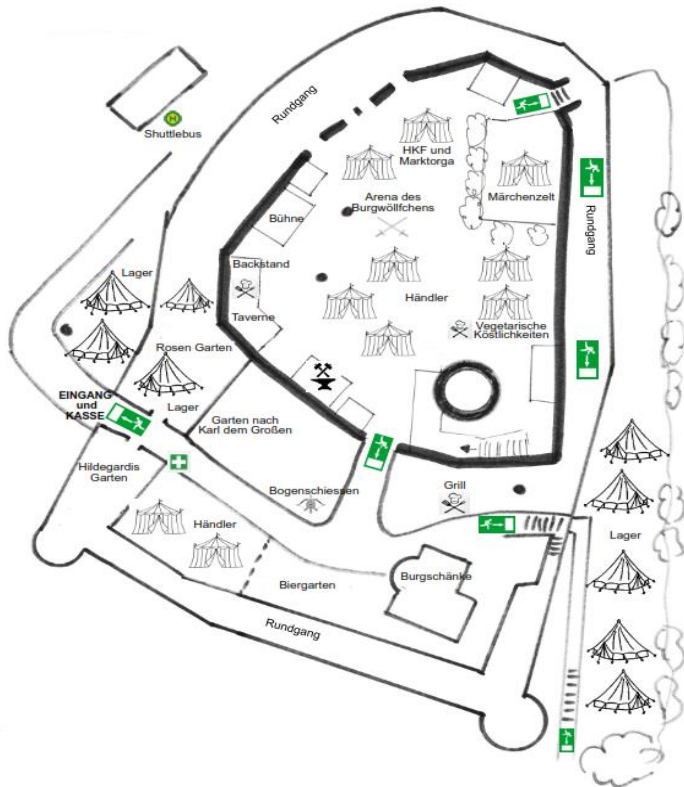 H
Shuttlebus
Rundgang
HKF und
Marktorga
Märchenzelt
Arena des
Burgwölfchens
Rundgang
Bühne
Backstand
Lager
Händler
Taverne
Vegetarische
Köstlichkeiten
Rosen Garten
EINGANG
und
KASSE
Lager
Garten nach
Karl dem Großen
Hildegardis
Garten
Bogenschiessen
Grill
Händler
Lager
Biergarten
Burgschänke
Rundgang